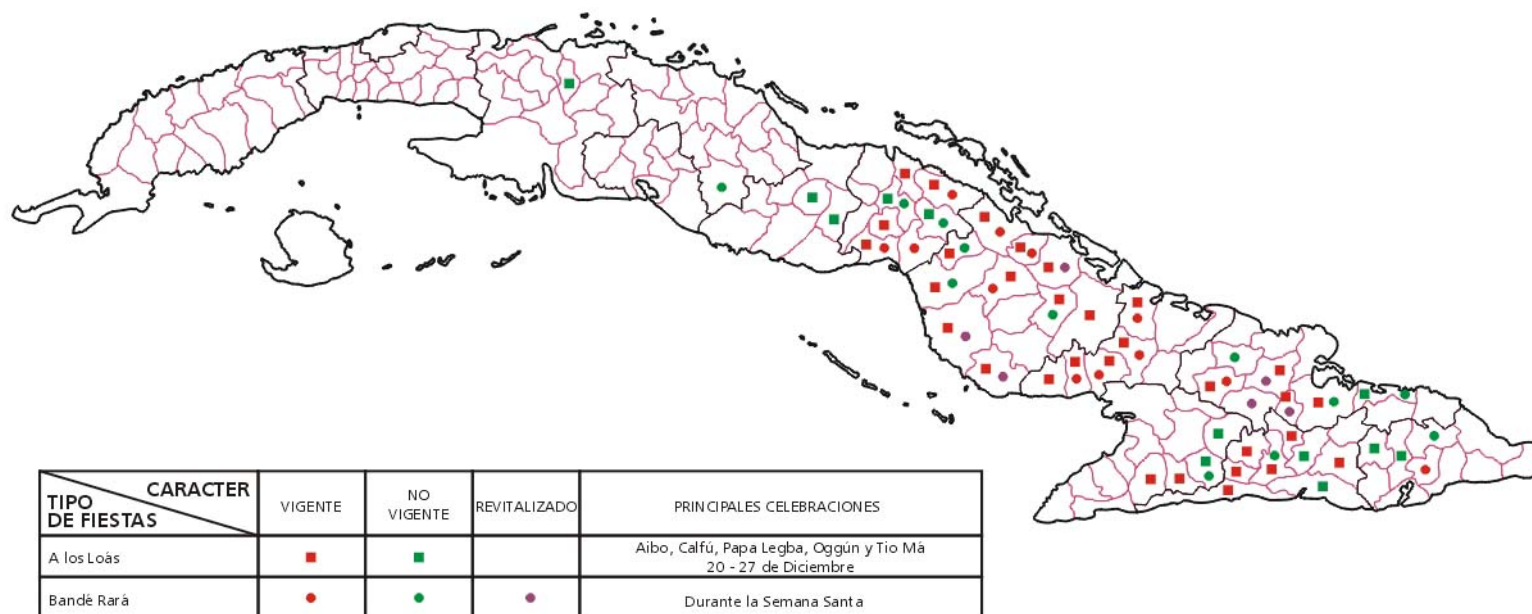 CARACTER
TIPO
DE FIESTAS
VIGENTE
NO
VIGENTE
REVITALIZADO
PRINCIPALES CELEBRACIONES
A los Loás
Aibo, Calfú, Papa Legba, Oggún y Tio Má
20 - 27 de Diciembre
Bandé Rará
Durante la Semana Santa